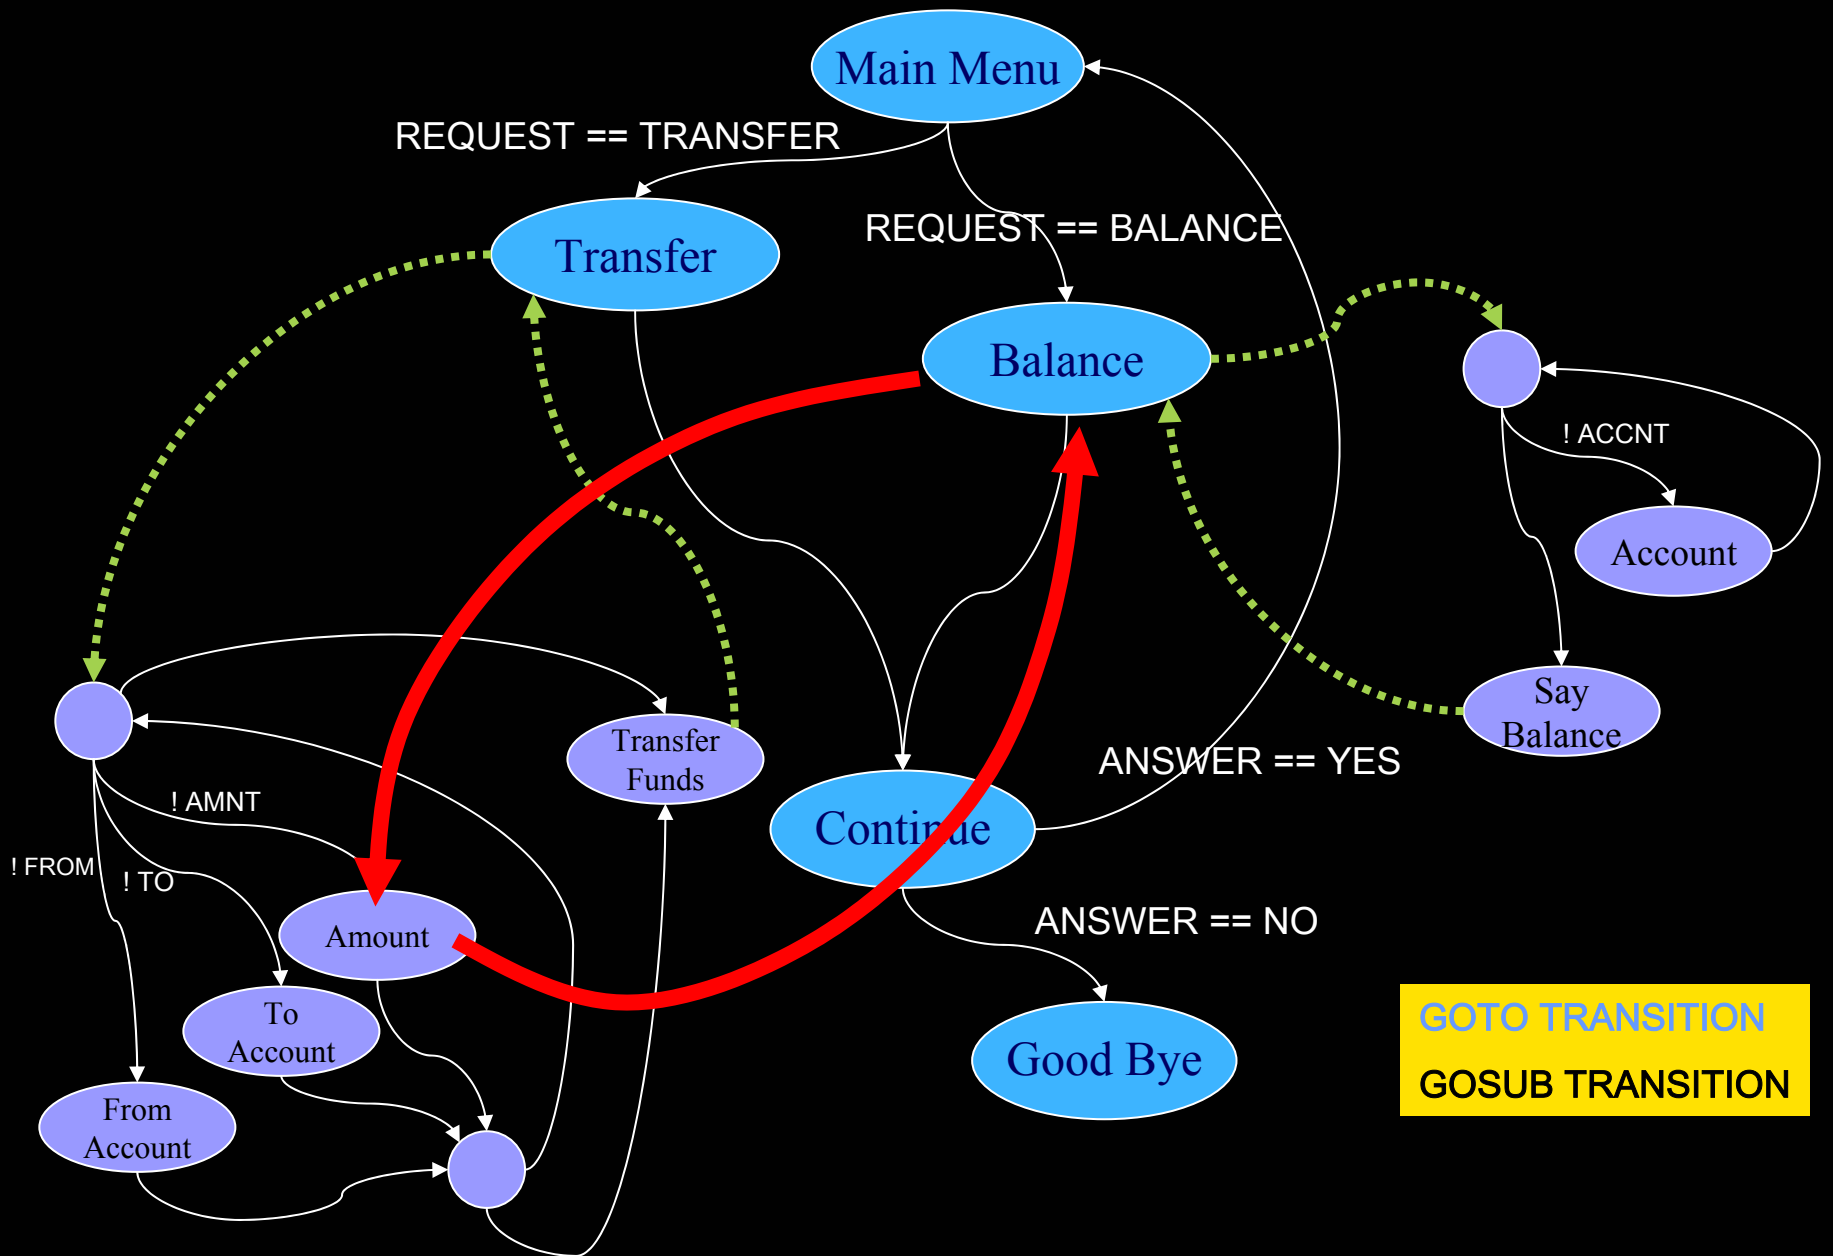 Main Menu
REQUEST == TRANSFER
REQUEST == BALANCE
Transfer
Balance
! ACCNT
Account
Say
Balance
Transfer
Funds
ANSWER == YES
! AMNT
Continue
! FROM
! TO
Amount
ANSWER == NO
To
Account
Good Bye
GOTO TRANSITION
GOSUB TRANSITION
From
Account